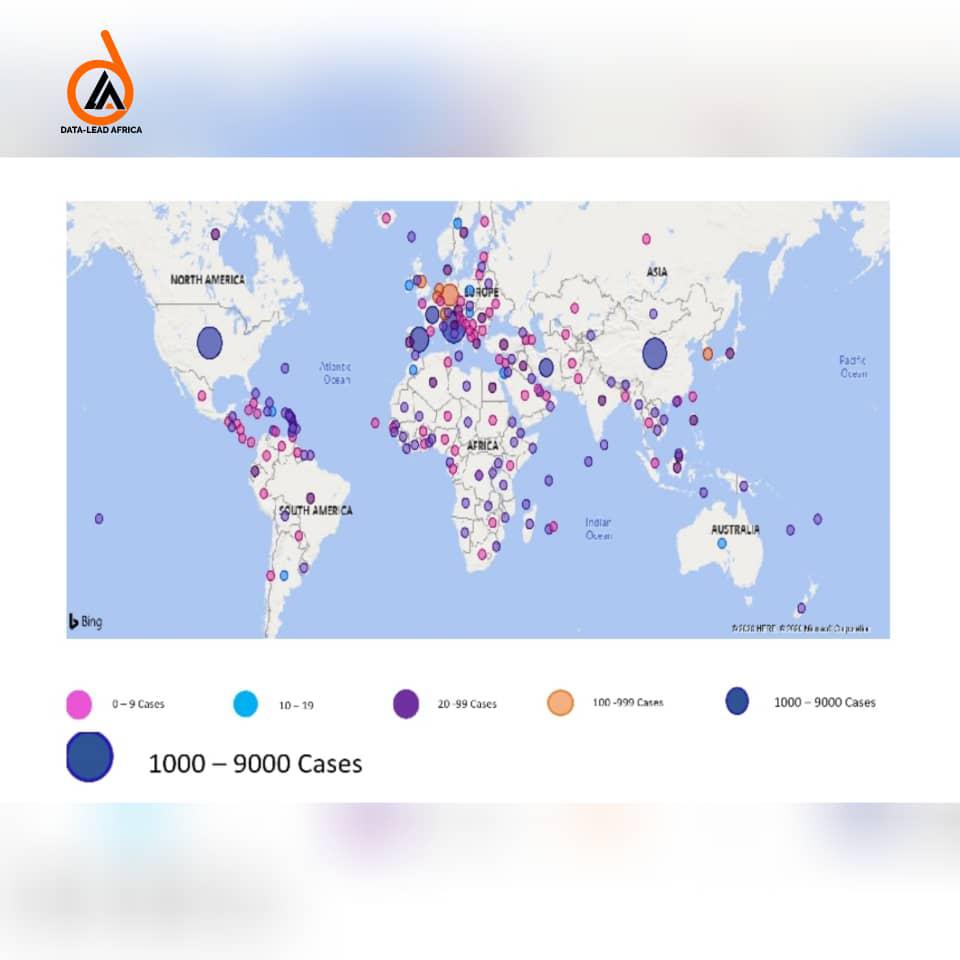 DATA-LEAD AFRICA
NORTH AMERICA
EUROPE
ASIA
Atlantic
Ocean
Pacific
Ocean
AFRICA
SOUTH AMERICA
Indian
Ocean
AUSTRALIA
Bing
© 2020 HERE, © 2020 Microsoft Corporation
0 – 9 Cases
10 – 19
20 -99 Cases
100 -999 Cases
1000 – 9000 Cases
1000 – 9000 Cases